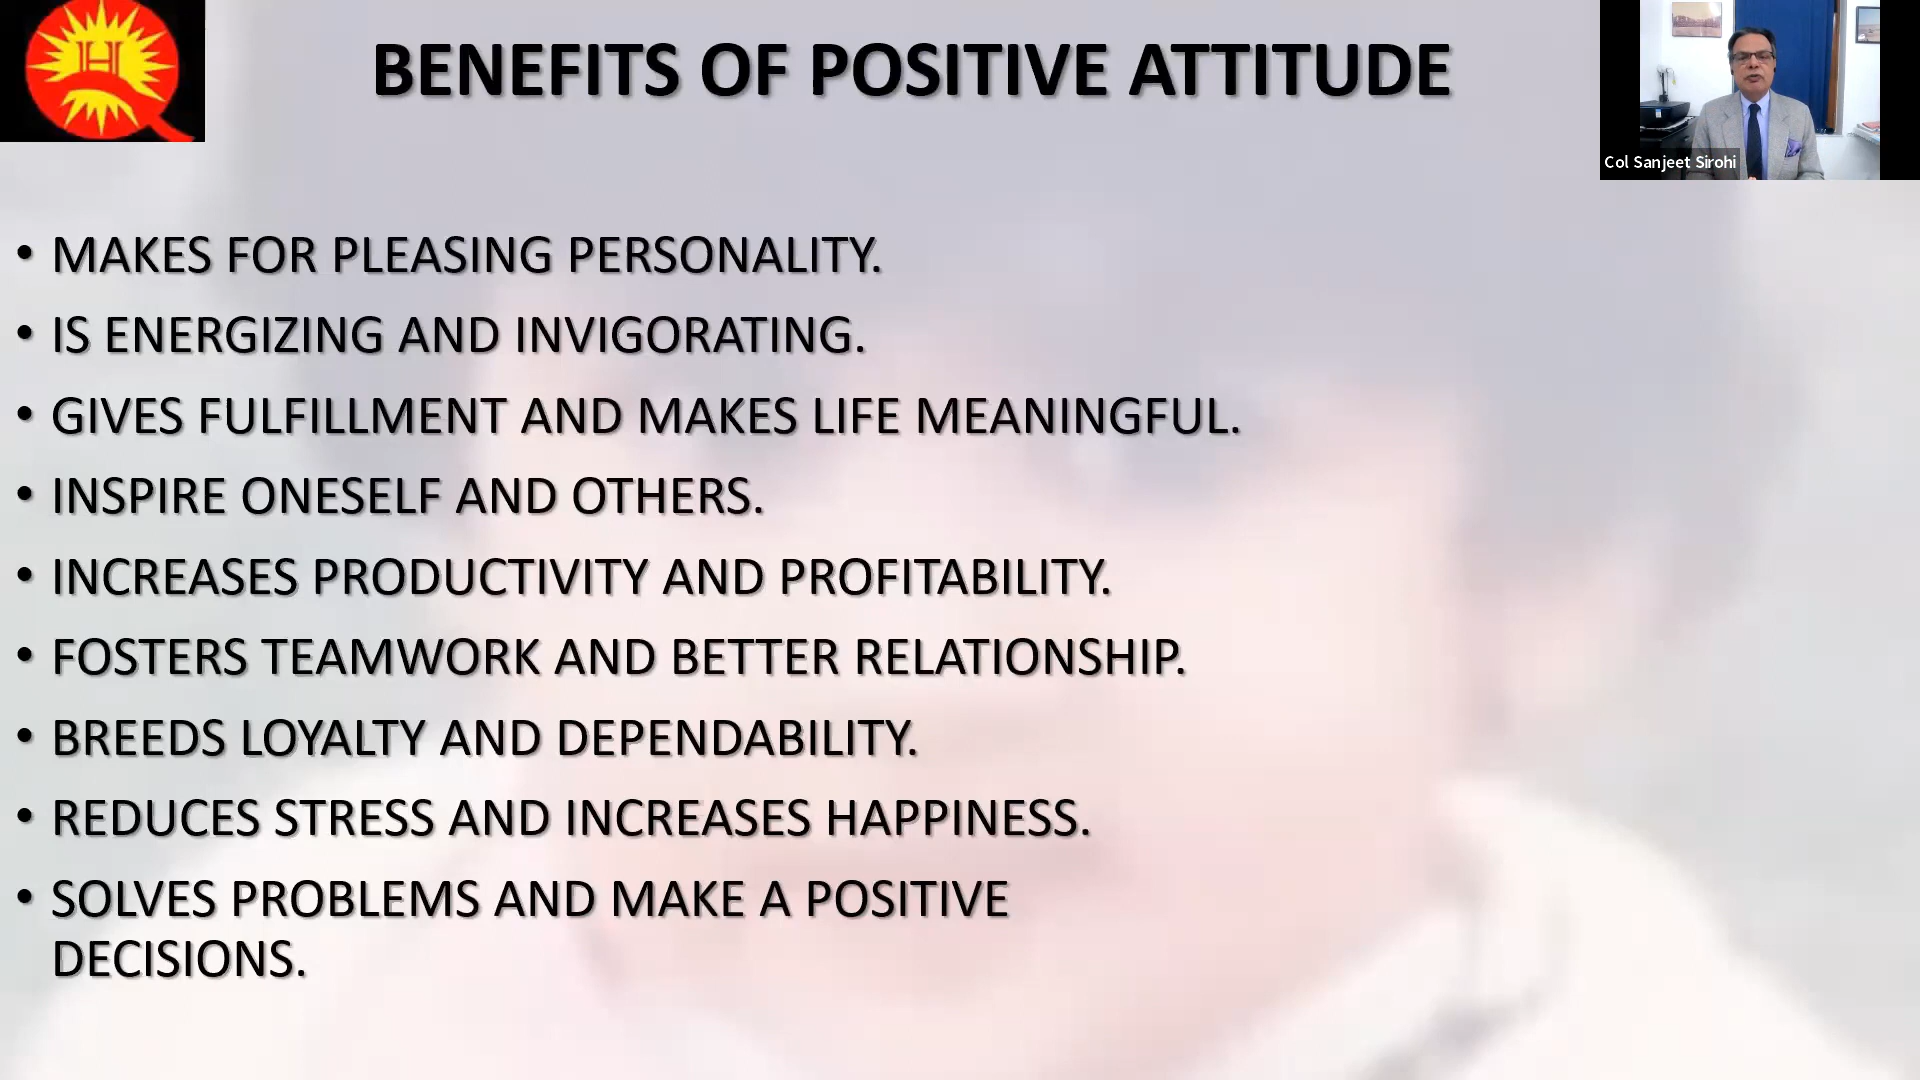 H
BENEFITS OF POSITIVE ATTITUDE
Col Sanjeet Sirohi
• MAKES FOR PLEASING PERSONALITY.
• IS ENERGIZING AND INVIGORATING.
• GIVES FULFILLMENT AND MAKES LIFE MEANINGFUL.
• INSPIRE ONESELF AND OTHERS.
• INCREASES PRODUCTIVITY AND PROFITABILITY.
• FOSTERS TEAMWORK AND BETTER RELATIONSHIP.
• BREEDS LOYALTY AND DEPENDABILITY.
• REDUCES STRESS AND INCREASES HAPPINESS.
• SOLVES PROBLEMS AND MAKE A POSITIVE
DECISIONS.